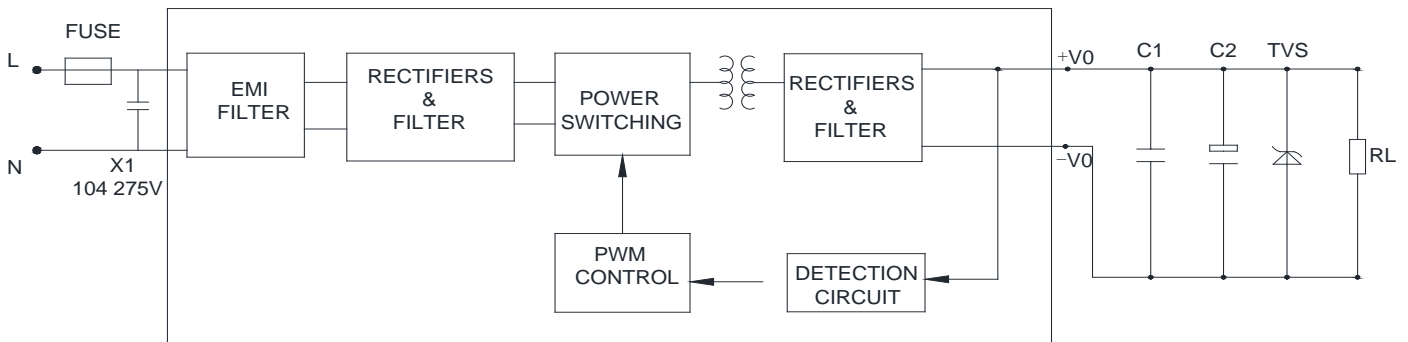 FUSE
L
N
X1
104 275V
EMI
FILTER
RECTIFIERS
&
FILTER
POWER
SWITCHING
RECTIFIERS
&
FILTER
PWM
CONTROL
DETECTION
CIRCUIT
+V0
−V0
C1
C2
TVS
RL